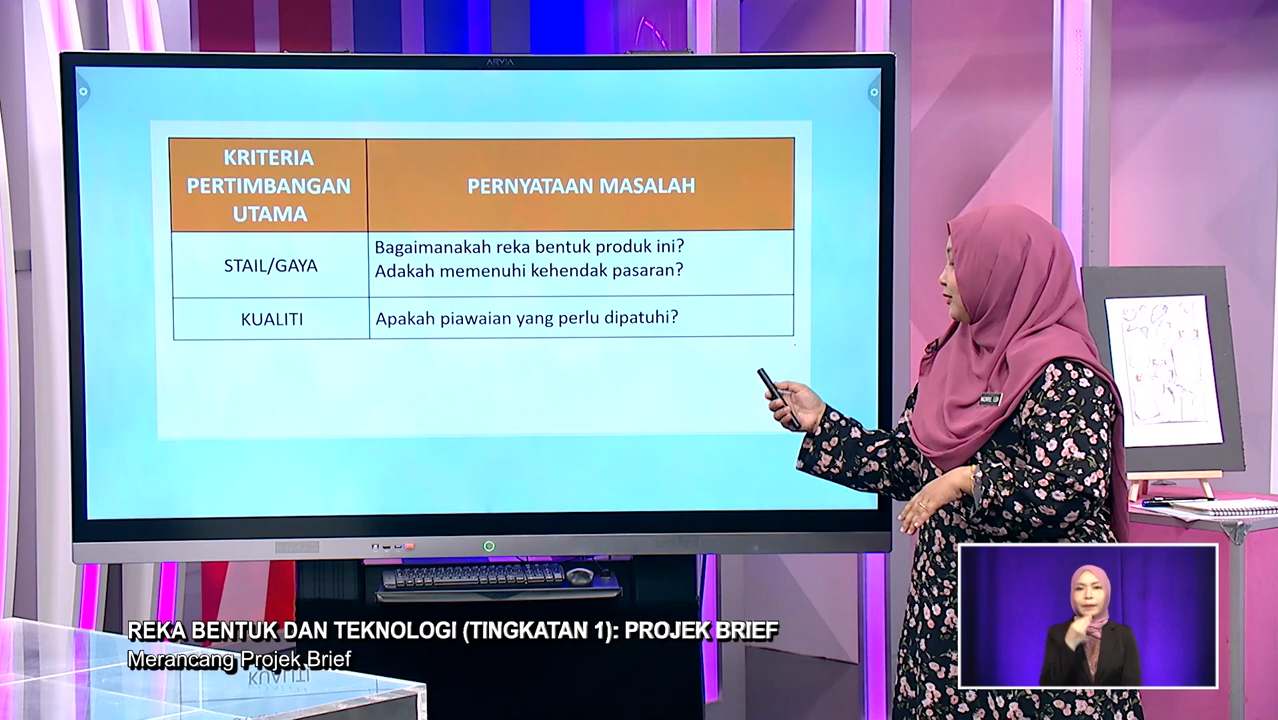 ARVIA
KRITERIA
PERTIMBANGAN
UTAMA
PERNYATAAN MASALAH
STAIL/GAYA
Bagaimanakah reka bentuk produk ini?
Adakah memenuhi kehendak pasaran?
KUALITI
Apakah piawaian yang perlu dipatuhi?
REKA BENTUK DAN TEKNOLOGI (TINGKATAN 1): PROJEK BRIEF
Merancang Projek Brief
KUALITI